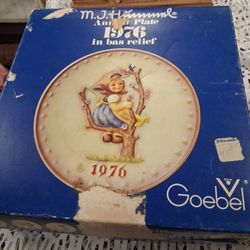 M.J. Hummel
Annual Plate
1976
in bas relief
1976
Goebel